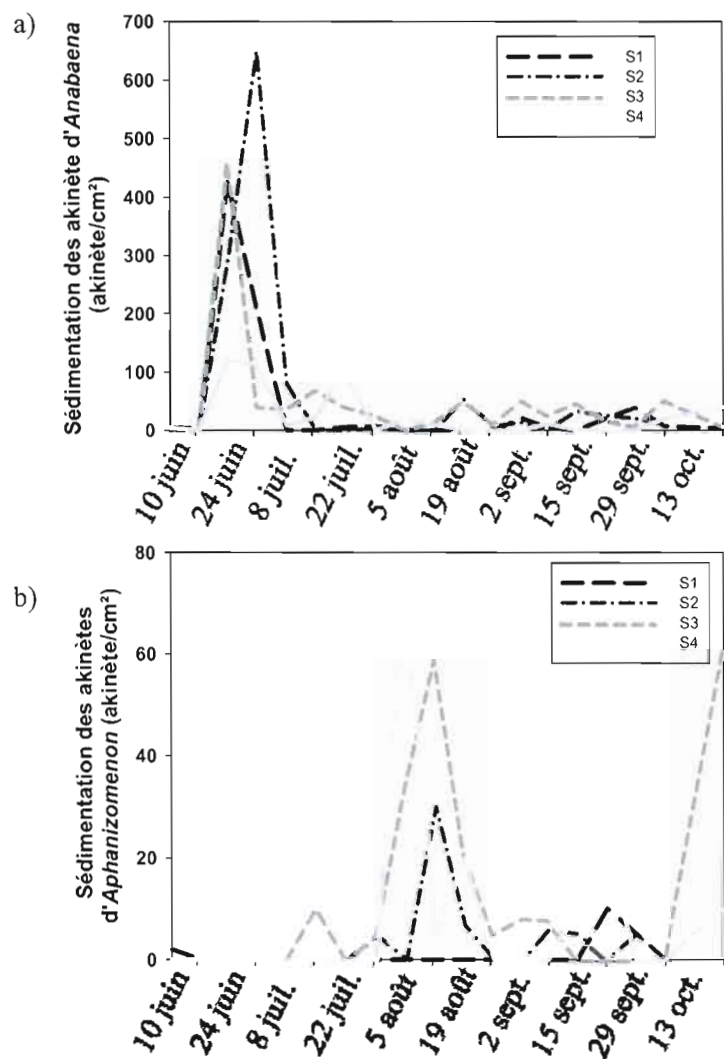 a)
Sédimentation des akinète d'Anabaena
(akinète/cm²)
700
600
500
400
300
200
100
0
S1
S2
S3
S4
10 juin
24 juin
8 juil.
22 juil.
5 août
19 août
2 sept.
15 sept.
29 sept.
13 oct.
b)
Sédimentation des akinètes
d'Aphanizomenon (akinète/cm²)
80
60
40
20
0
S1
S2
S3
S4
10 juin
24 juin
8 juil.
22 juil.
5 août
19 août
2 sept.
15 sept.
29 sept.
13 oct.